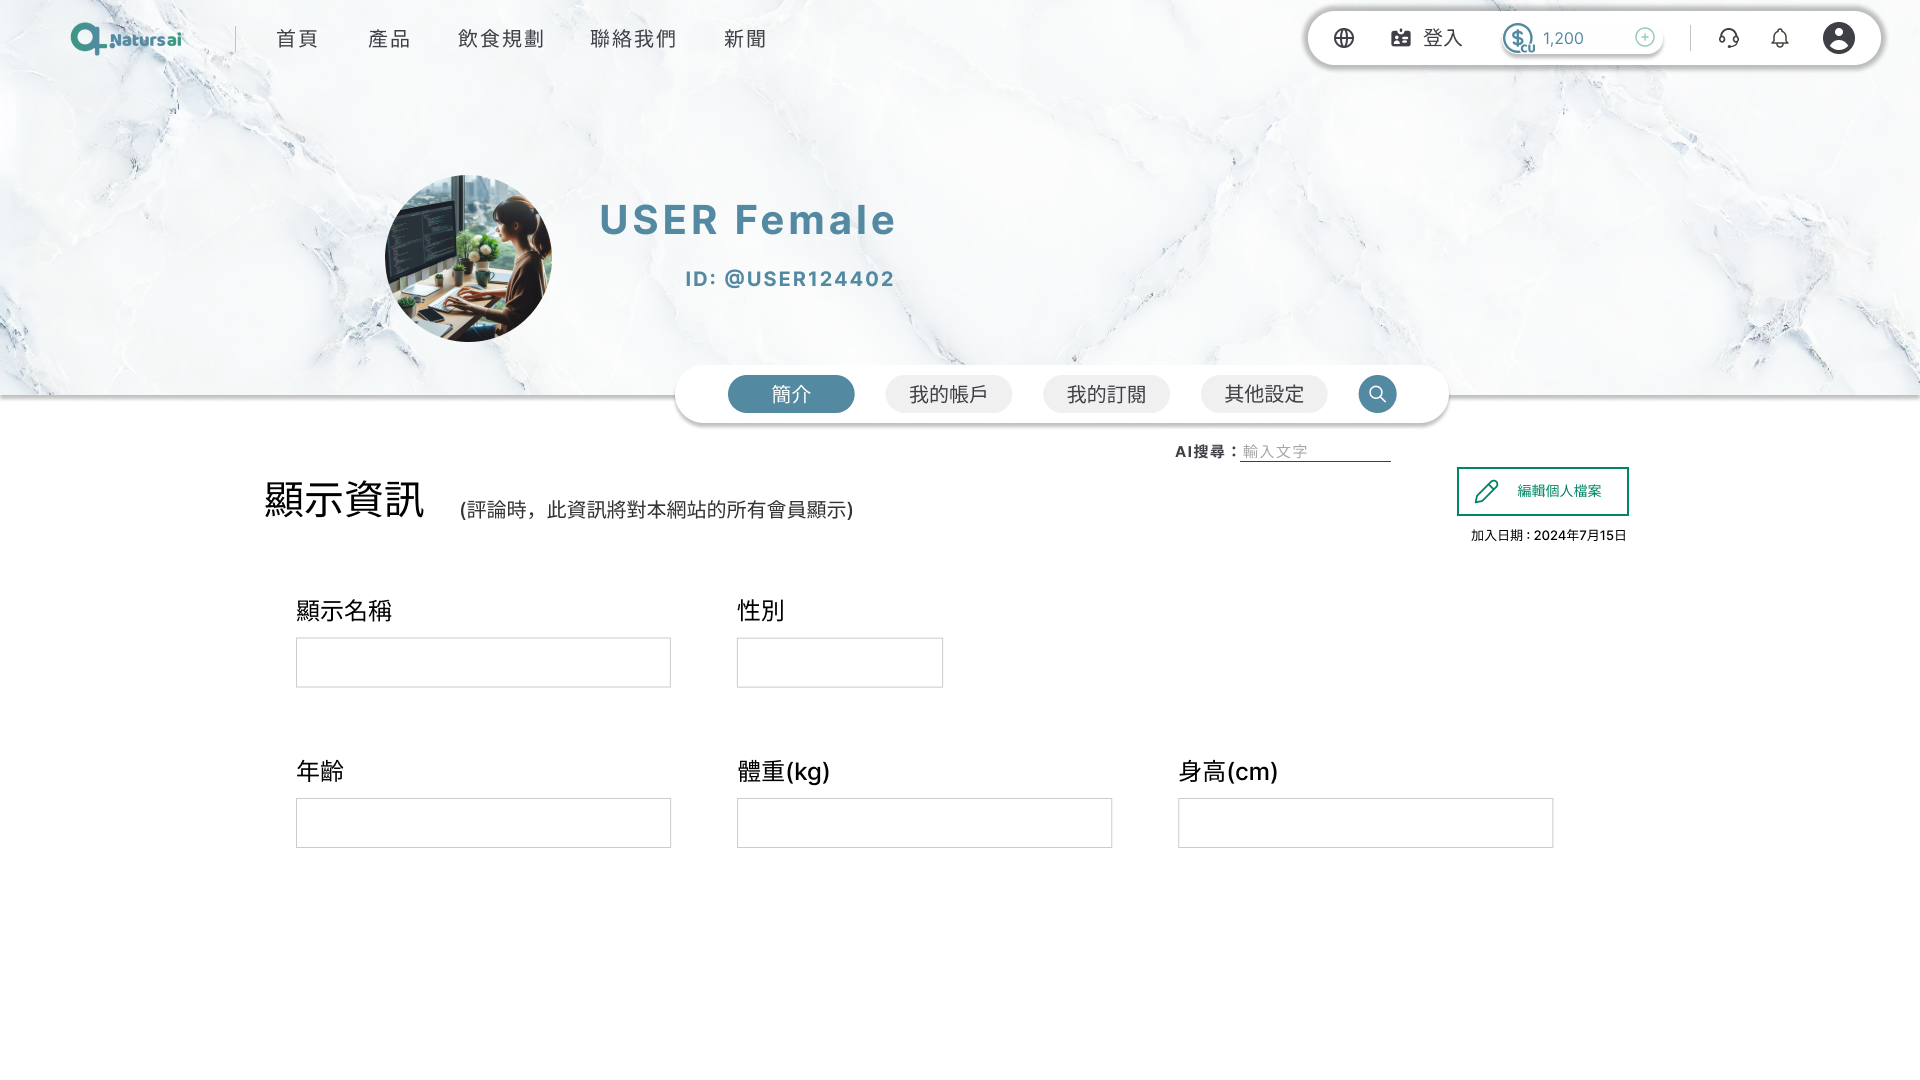 Natursai
首頁 產品 飲食規劃 聯絡我們 新聞
登入 1,200
CU
USER Female
ID: @USER124402
簡介 我的帳戶 我的訂閱 其他設定
AI搜尋：輸入文字
顯示資訊 (評論時，此資訊將對本網站的所有會員顯示)
編輯個人檔案
加入日期 : 2024年7月15日
顯示名稱 性別
年齡 體重(kg) 身高(cm)